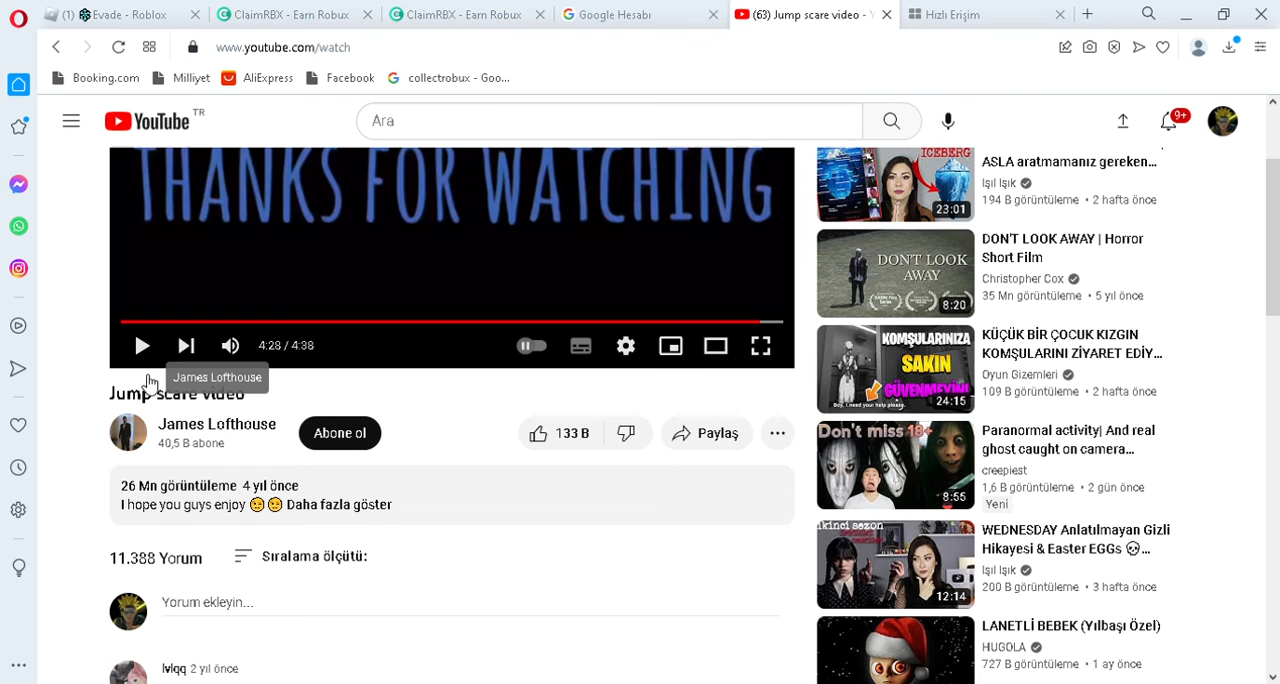 (1) Evade - Roblox
ClaimRBX - Earn Robux
ClaimRBX - Earn Robux
Google Hesabı
(63) Jump scare video - Y
Hızlı Erişim
www.youtube.com/watch
Booking.com
Milliyet
AliExpress
Facebook
collectrobux - Goo...
YouTube TR
Ara
9+
THANKS FOR WATCHING
4:28 / 4:38
James Lofthouse
Jump scare video
James Lofthouse
40,5 B abone
Abone ol
133 B
Paylaş
26 Mn görüntüleme 4 yıl önce
I hope you guys enjoy Daha fazla göster
11.388 Yorum
Sıralama ölçütü:
Yorum ekleyin...
lvlqq 2 yıl önce
ICEBERG
23:01
ASLA aratmamanız gereken...
Işıl Işık
194 B görüntüleme • 2 hafta önce
DON'T LOOK
AWAY
8:20
DON'T LOOK AWAY | Horror
Short Film
Christopher Cox
35 Mn görüntüleme • 5 yıl önce
KOMŞULARINIZA
SAKIN
GÜVENMEYİN!
Boy, I need your help please.
24:15
KÜÇÜK BİR ÇOCUK KIZGIN
KOMŞULARINI ZİYARET EDİY...
Oyun Gizemleri
109 B görüntüleme • 2 hafta önce
Don't miss 18+
8:55
Paranormal activity| And real
ghost caught on camera...
creepiest
1,6 B görüntüleme • 2 gün önce
Yeni
ikinci sezon
12:14
WEDNESDAY Anlatılmayan Gizli
Hikayesi & Easter EGGs ...
Işıl Işık
200 B görüntüleme • 3 hafta önce
LANETLİ BEBEK (Yılbaşı Özel)
HUGOLA
727 B görüntüleme • 1 ay önce